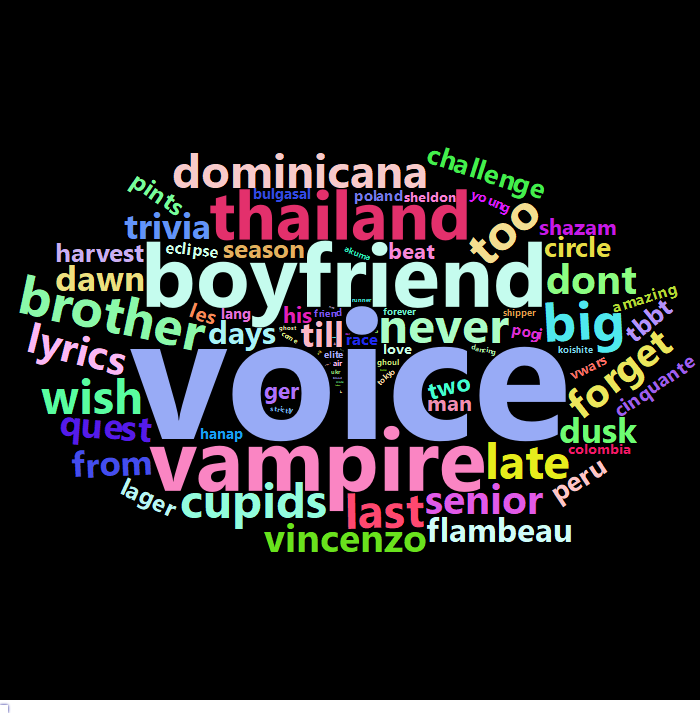 challenge
dominicana
pints
bulgasal
poland
sheldon
young
thailand
too
trivia
shazam
harvest
eclipse
season
akuma
beat
circle
boyfriend
dawn
dont
brother
amazing
runner
les
lang
his
friend
forever
shipper
big
tbbt
days
ghost
till
never
pogi
lyrics
come
race
love
dancing
koishite
voice
elite
air
ghoul
vwars
forget
tokyo
wish
ger
two
man
cinquante
strictly
quest
hanap
dusk
from
vampire
late
colombia
lager
cupids
last
senior
peru
vincenzo
flambeau